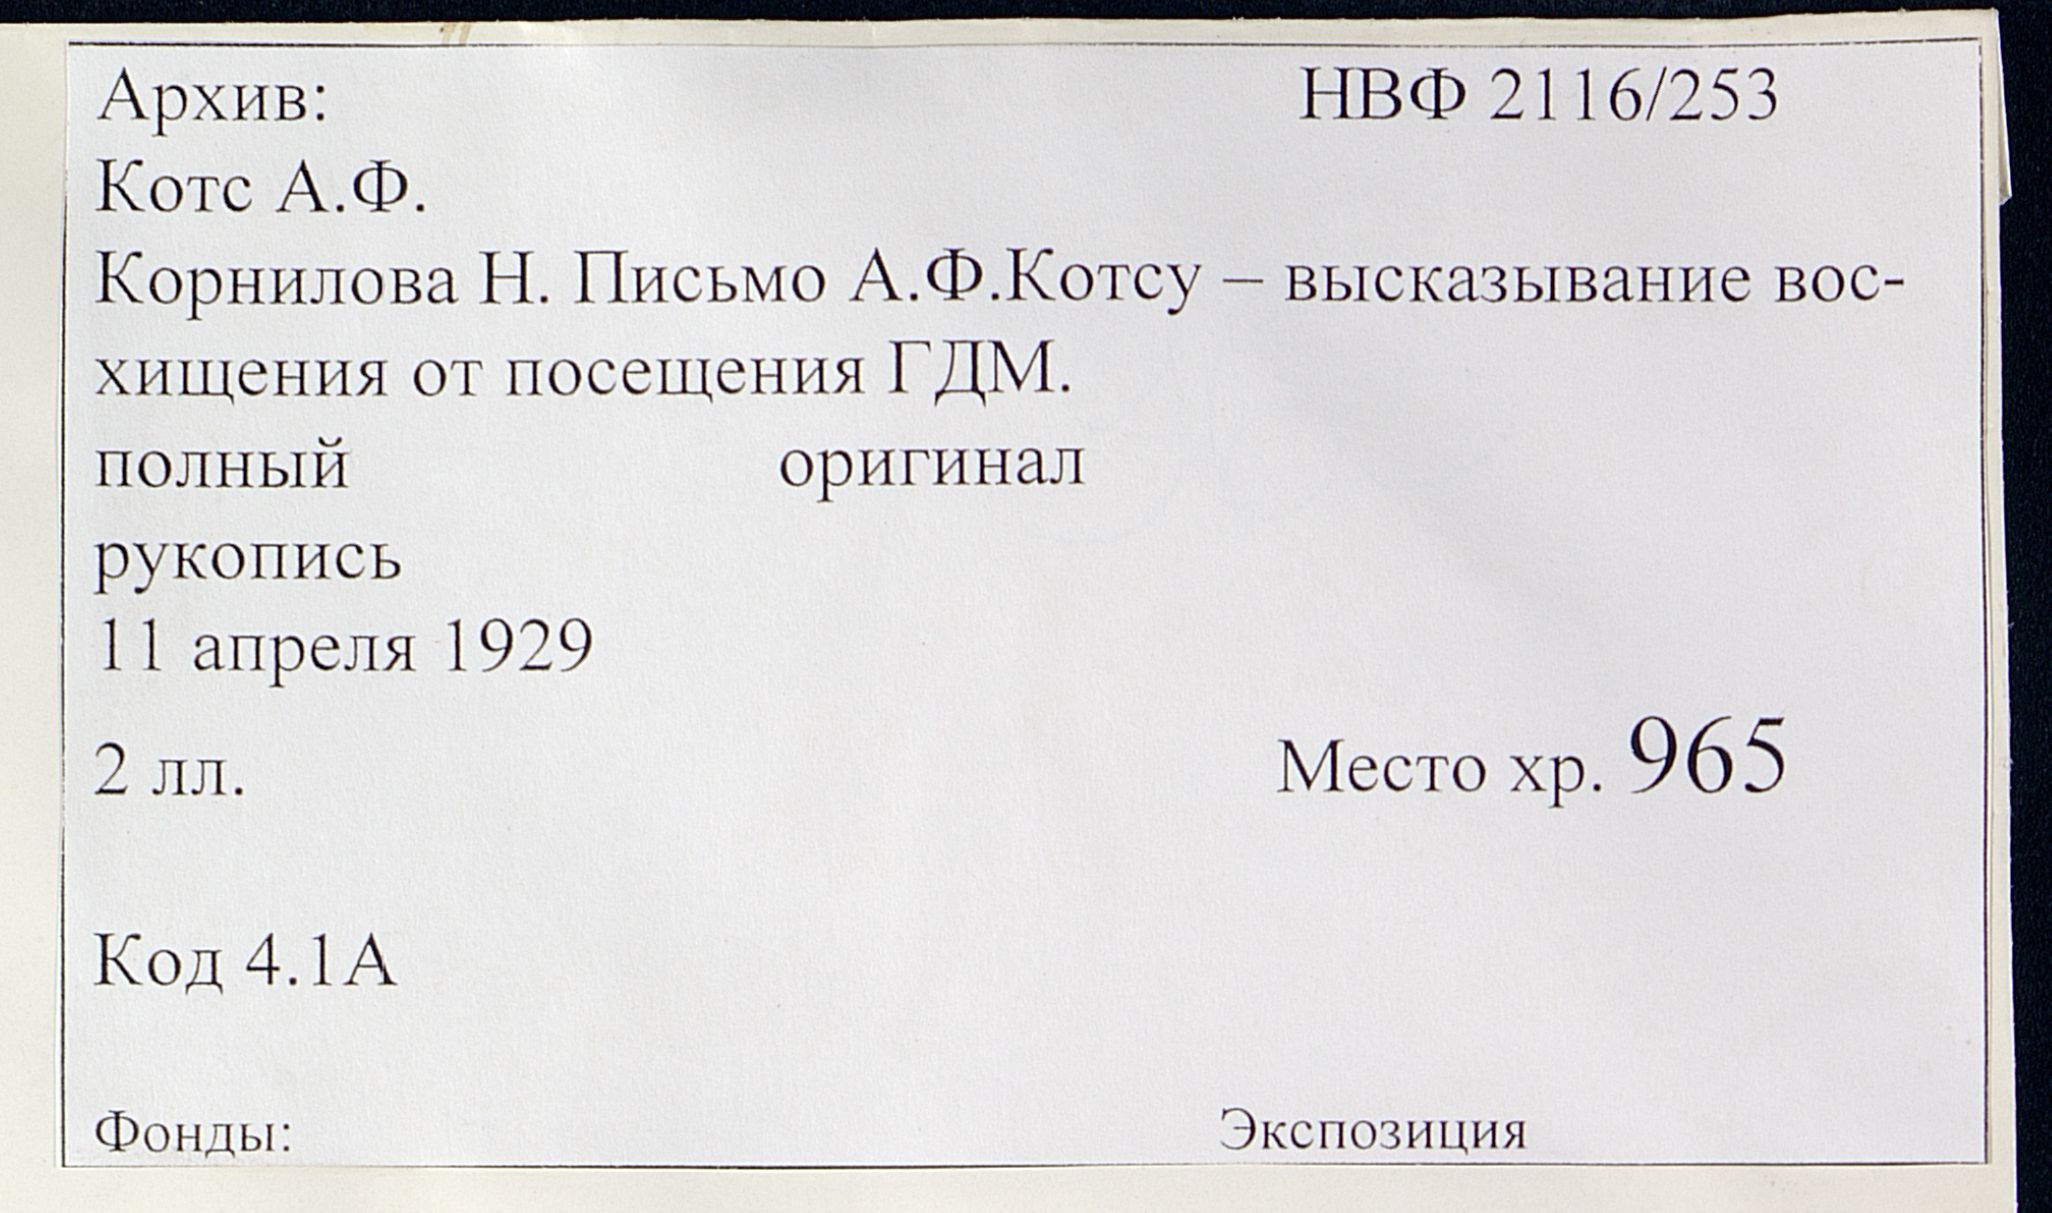 Архив: НВФ 2116/253
Котс А.Ф.
Корнилова Н. Письмо А.Ф.Котсу – высказывание вос-
хищения от посещения ГДМ.
полный оригинал
рукопись
11 апреля 1929
2 лл. Место хр. 965
Код 4.1А
Фонды: Экспозиция